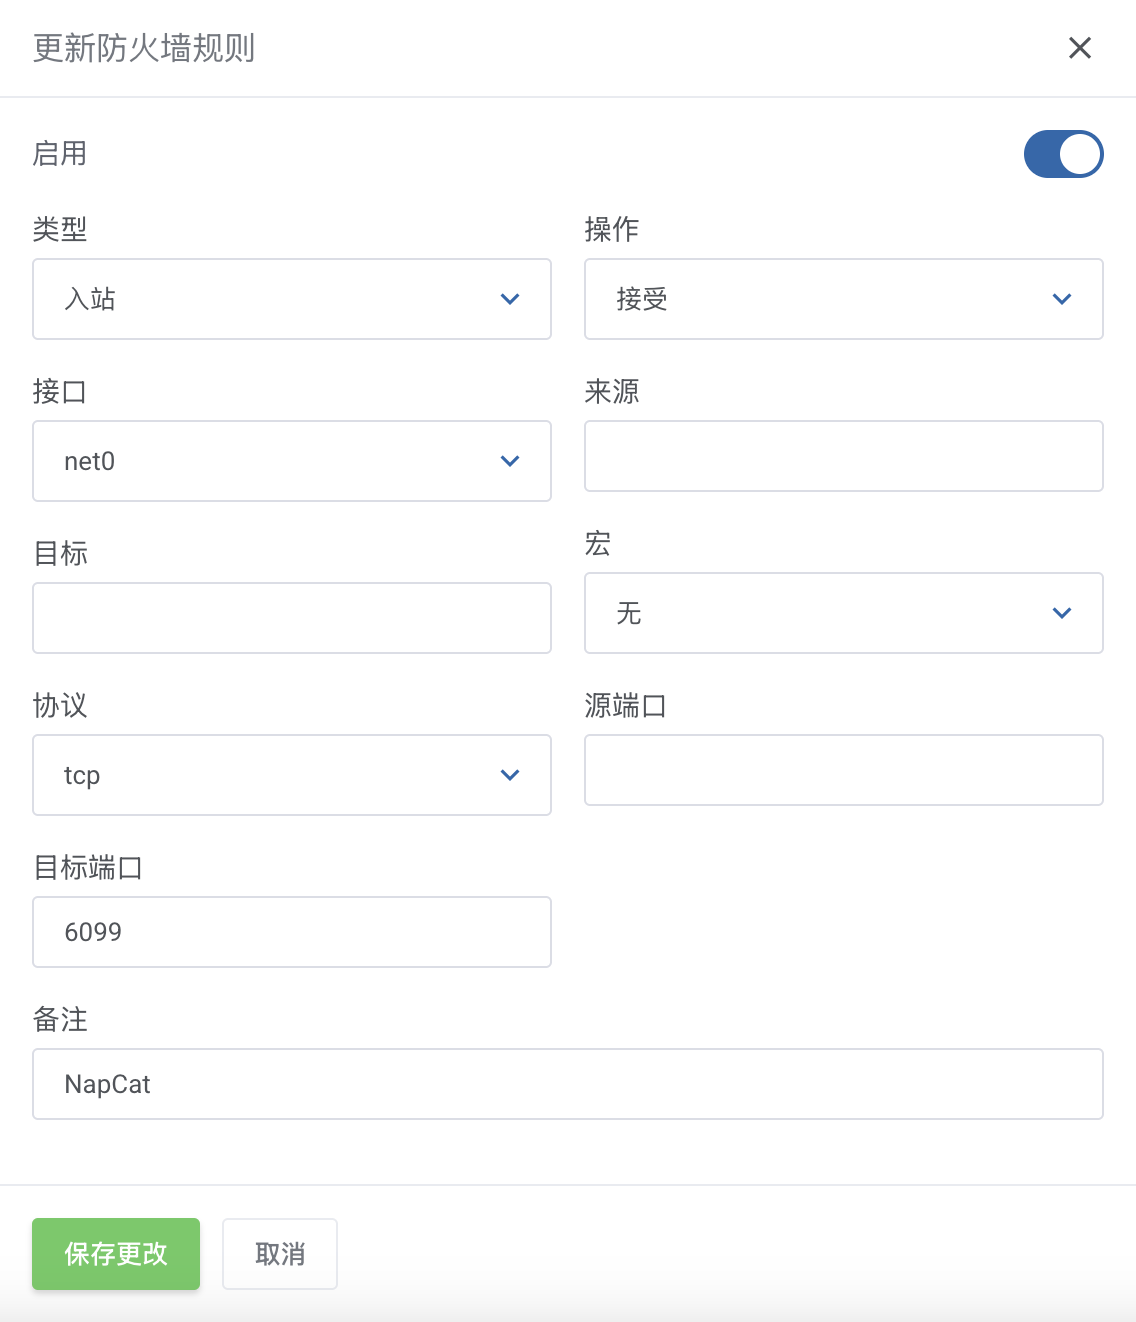 更新防火墙规则
启用
类型
操作
入站
接受
接口
来源
net0
目标
宏
无
协议
源端口
tcp
目标端口
6099
备注
NapCat
保存更改
取消